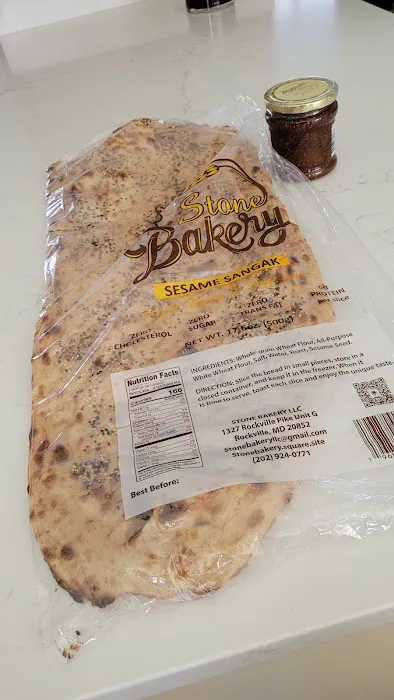 Stone
Bakery
SESAME SANGAK
ZERO
CHOLESTEROL
ZERO
SUGAR
ZERO
TRANS FAT
PROTEIN
per slice
NET WT. 17.6oz. (500g)
INGREDIENTS: Whole-grain Wheat Flour, All-Purpose
White Wheat Flour, Salt, Water, Yeast, Sesame Seed.
DIRECTION: Slice the bread in small pieces, store in a
closed container, and keep it in the freezer. When it
is time to serve, toast each slice and enjoy the unique taste
Nutrition Facts
100
STONE BAKERY LLC
1327 Rockville Pike Unit G
Rockville, MD 20852
Stonebakeryllc@gmail.com
Stonebakery.square.site
(202) 924-0771
Best Before: